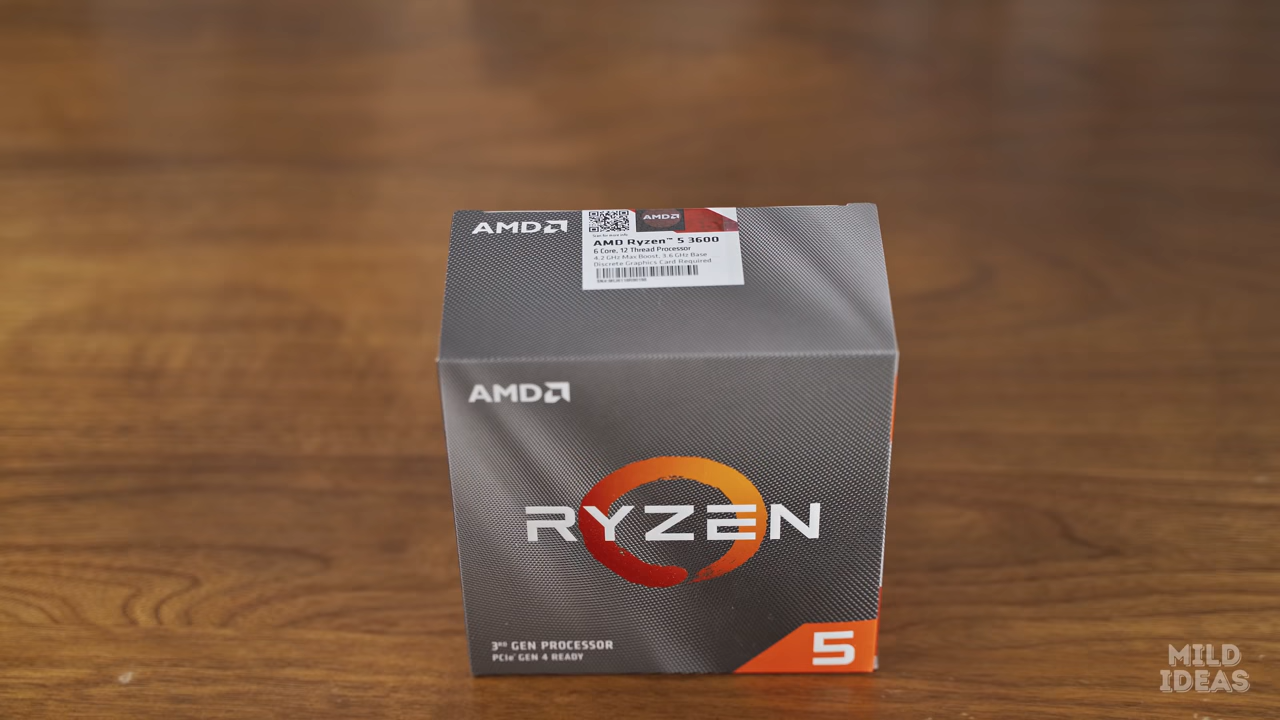 AMD
AMD
AMD Ryzen™ 5 3600
6 Core, 12 Thread Processor
4.2 GHz Max Boost, 3.6 GHz Base
Discrete Graphics Card Required
AMD
RYZEN
3RD GEN PROCESSOR
PCIe® GEN 4 READY
5
MILD
IDEAS